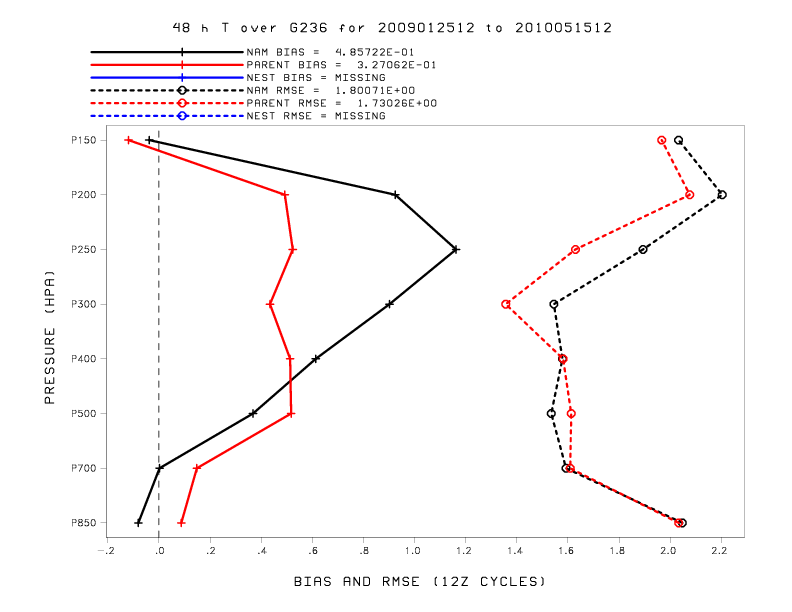 48 h T over G236 for 2009012512 to 2010051512
NAM BIAS = 4.85722E-01
PARENT BIAS = 3.27062E-01
NEST BIAS = MISSING
NAM RMSE = 1.80071E+00
PARENT RMSE = 1.73026E+00
NEST RMSE = MISSING
P150
P200
P250
P300
P400
P500
P700
P850
PRESSURE (HPA)
-.2 .0 .2 .4 .6 .8 1.0 1.2 1.4 1.6 1.8 2.0 2.2
BIAS AND RMSE (12Z CYCLES)